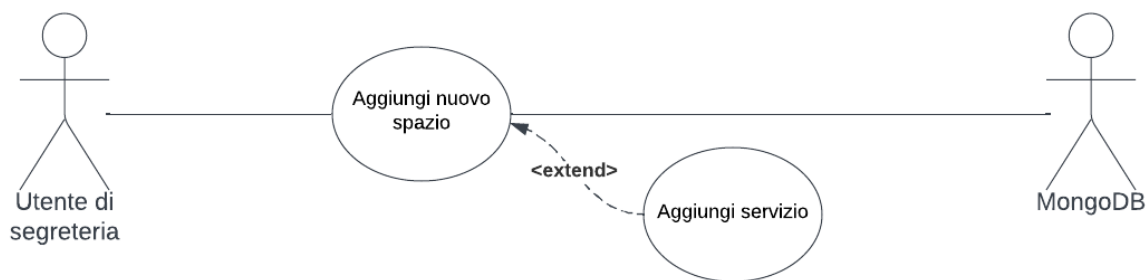 Aggiungi nuovo
spazio
<extend>
Aggiungi servizio
Utente di
segreteria
MongoDB